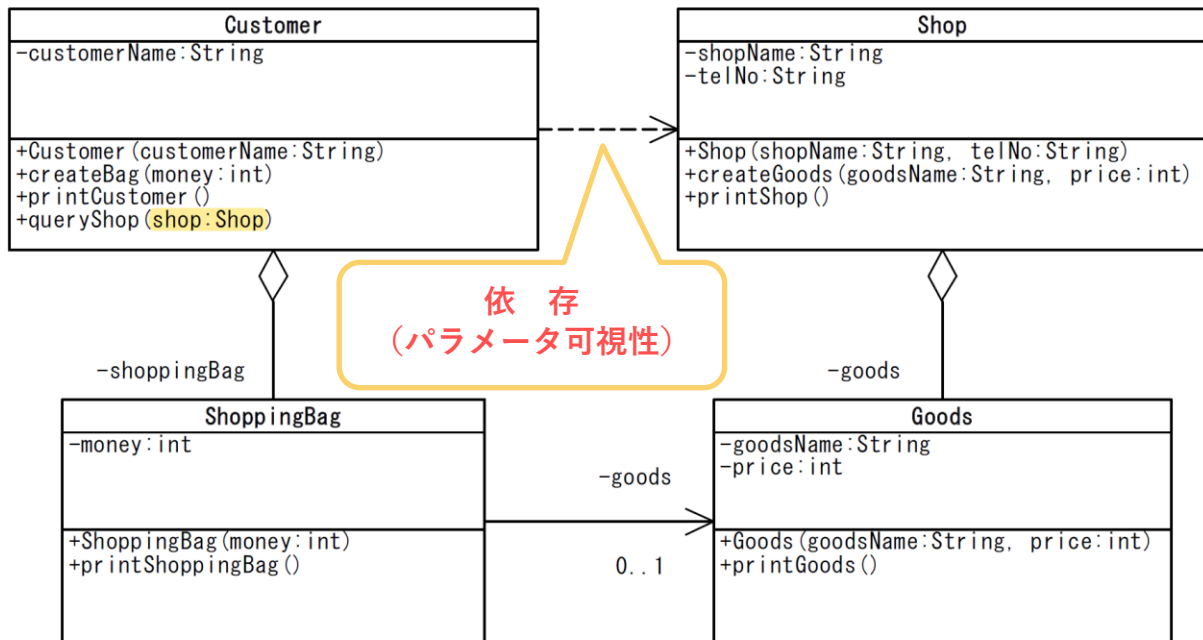 Customer
-customerName:String
+Customer(customerName:String)
+createBag(money:int)
+printCustomer()
+queryShop(shop:Shop)
Shop
-shopName:String
-telNo:String
+Shop(shopName:String, telNo:String)
+createGoods(goodsName:String, price:int)
+printShop()
依　存
（パラメータ可視性）
-shoppingBag
-goods
ShoppingBag
-money:int
+ShoppingBag(money:int)
+printShoppingBag()
-goods
0..1
Goods
-goodsName:String
-price:int
+Goods(goodsName:String, price:int)
+printGoods()